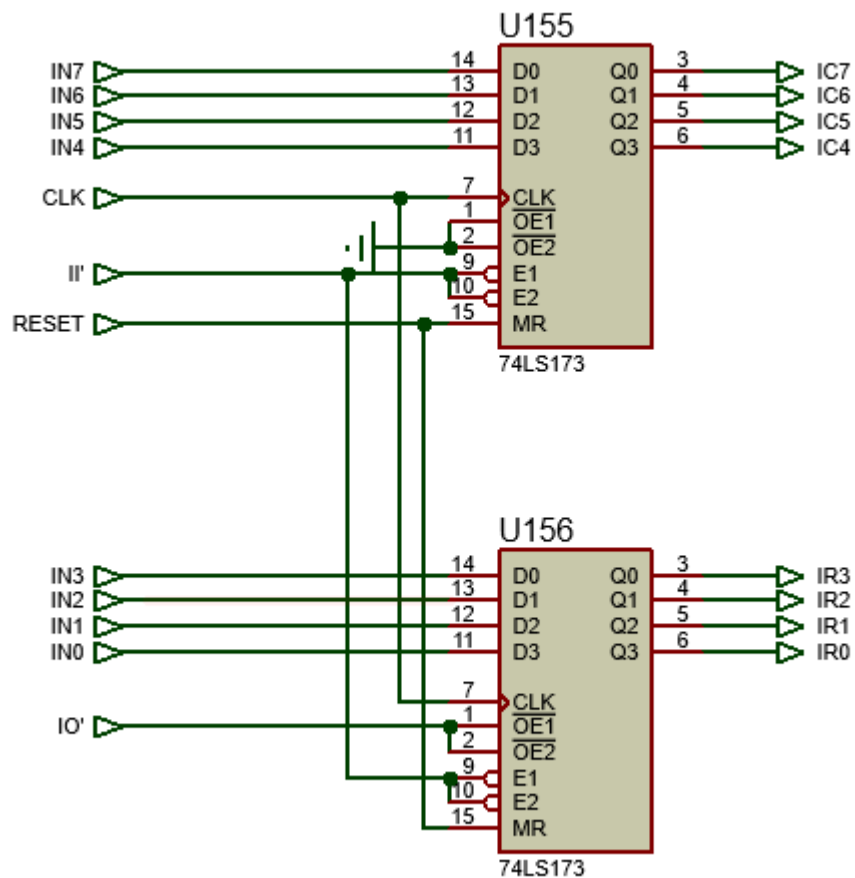 U155
IN7 14 D0 Q0 3 IC7
IN6 13 D1 Q1 4 IC6
IN5 12 D2 Q2 5 IC5
IN4 11 D3 Q3 6 IC4
CLK 7 CLK
1 OE1
2 OE2
II' 9 E1
10 E2
RESET 15 MR
74LS173
U156
IN3 14 D0 Q0 3 IR3
IN2 13 D1 Q1 4 IR2
IN1 12 D2 Q2 5 IR1
IN0 11 D3 Q3 6 IR0
7 CLK
IO' 1 OE1
2 OE2
9 E1
10 E2
15 MR
74LS173